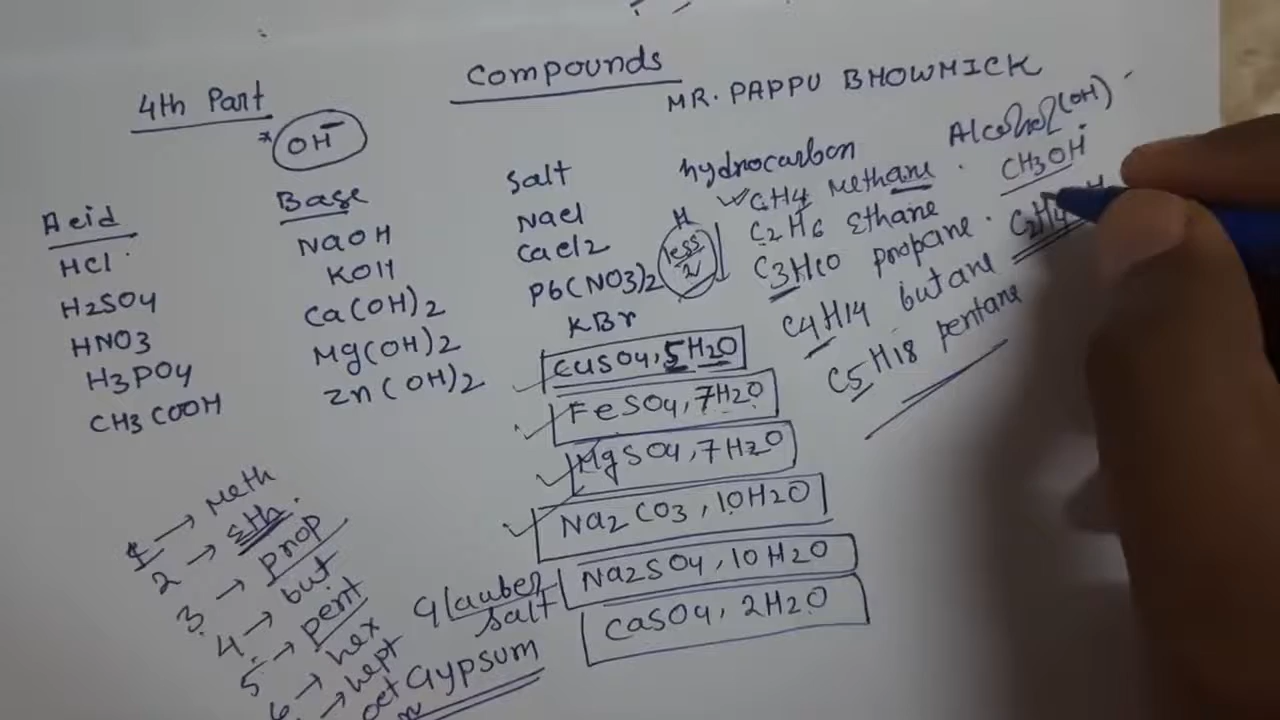 Compounds
4th Part
MR. PAPPU BHOWMICK
* OH-
Acid
HCl
H2SO4
HNO3
H3PO4
CH3COOH
Base
NaOH
KOH
Ca(OH)2
Mg(OH)2
Zn(OH)2
Salt
NaCl
CaCl2
Pb(NO3)2
KBr
CuSO4, 5H2O
FeSO4, 7H2O
MgSO4, 7H2O
Na2CO3, 10H2O
Glauber Salt
Na2SO4, 10H2O
Gypsum
CaSO4, 2H2O
hydrocarbon
H
less
2
CH4 Methane
C2H6 Ethane
C3H10 propane
C4H14 butane
C5H18 pentane
Alcohol (OH)
CH3OH
C2H4
1 → Meth
2 → Eth
3 → prop
4 → but
5 → pent
6 → hex
→ hept
oct